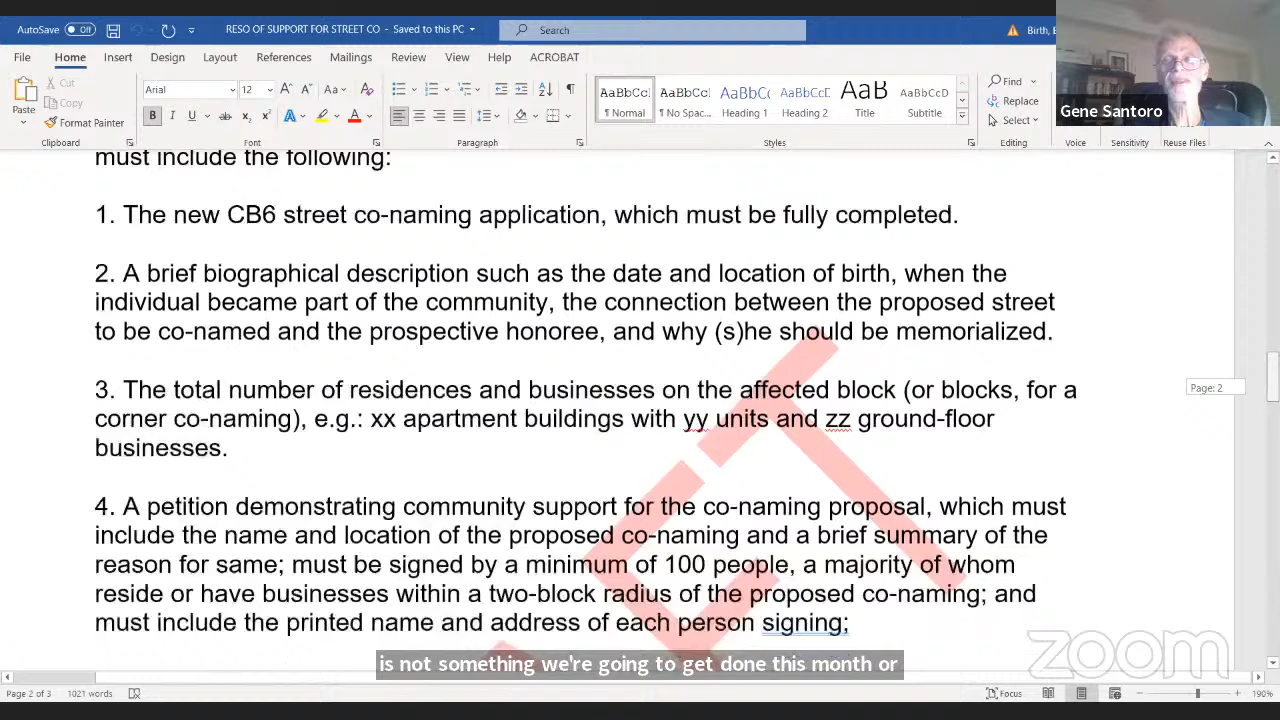 AutoSave Off RESO OF SUPPORT FOR STREET CO - Saved to this PC Search Birth, E
File Home Insert Design Layout References Mailings Review View Help ACROBAT
Gene Santoro
Paste Cut Copy Format Painter
Arial 12 Aa
AaBbCc AaBbCc AaBbCc AaBbCcC AaB AaBbCcD
¶ Normal ¶ No Spac... Heading 1 Heading 2 Title Subtitle
Find Replace Select
Clipboard Font Paragraph Styles Editing Voice Sensitivity Reuse Files
must include the following:
1. The new CB6 street co-naming application, which must be fully completed.
2. A brief biographical description such as the date and location of birth, when the
individual became part of the community, the connection between the proposed street
to be co-named and the prospective honoree, and why (s)he should be memorialized.
3. The total number of residences and businesses on the affected block (or blocks, for a
corner co-naming), e.g.: xx apartment buildings with yy units and zz ground-floor
businesses.
Page: 2
4. A petition demonstrating community support for the co-naming proposal, which must
include the name and location of the proposed co-naming and a brief summary of the
reason for same; must be signed by a minimum of 100 people, a majority of whom
reside or have businesses within a two-block radius of the proposed co-naming; and
must include the printed name and address of each person signing;
zoom
is not something we're going to get done this month or
Page 2 of 3 1021 words Focus 190%